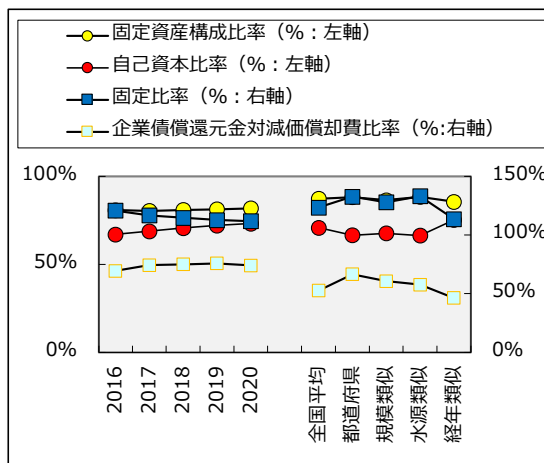 固定資産構成比率（%：左軸）
自己資本比率（%：左軸）
固定比率（%：右軸）
企業債償還元金対減価償却費比率（%:右軸）
100%
150%
100%
50%
50%
0%
0%
2016
2017
2018
2019
2020
全国平均
都道府県
規模類似
水源類似
経年類似